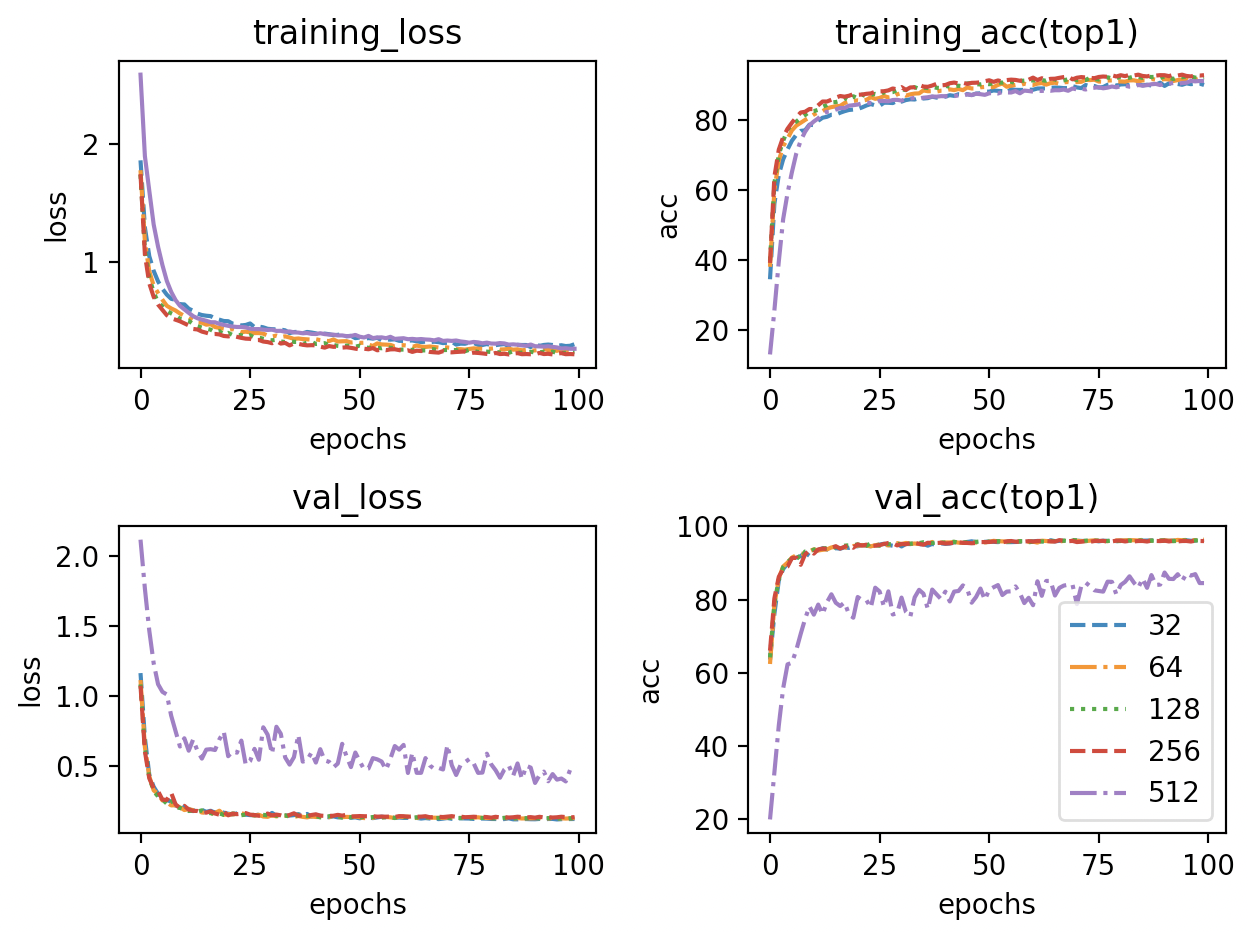 training_loss
training_acc(top1)
2
1
loss
0 25 50 75 100
epochs
80
60
40
20
acc
0 25 50 75 100
epochs
val_loss
val_acc(top1)
2.0
1.5
1.0
0.5
loss
0 25 50 75 100
epochs
100
80
60
40
20
acc
32
64
128
256
512
0 25 50 75 100
epochs